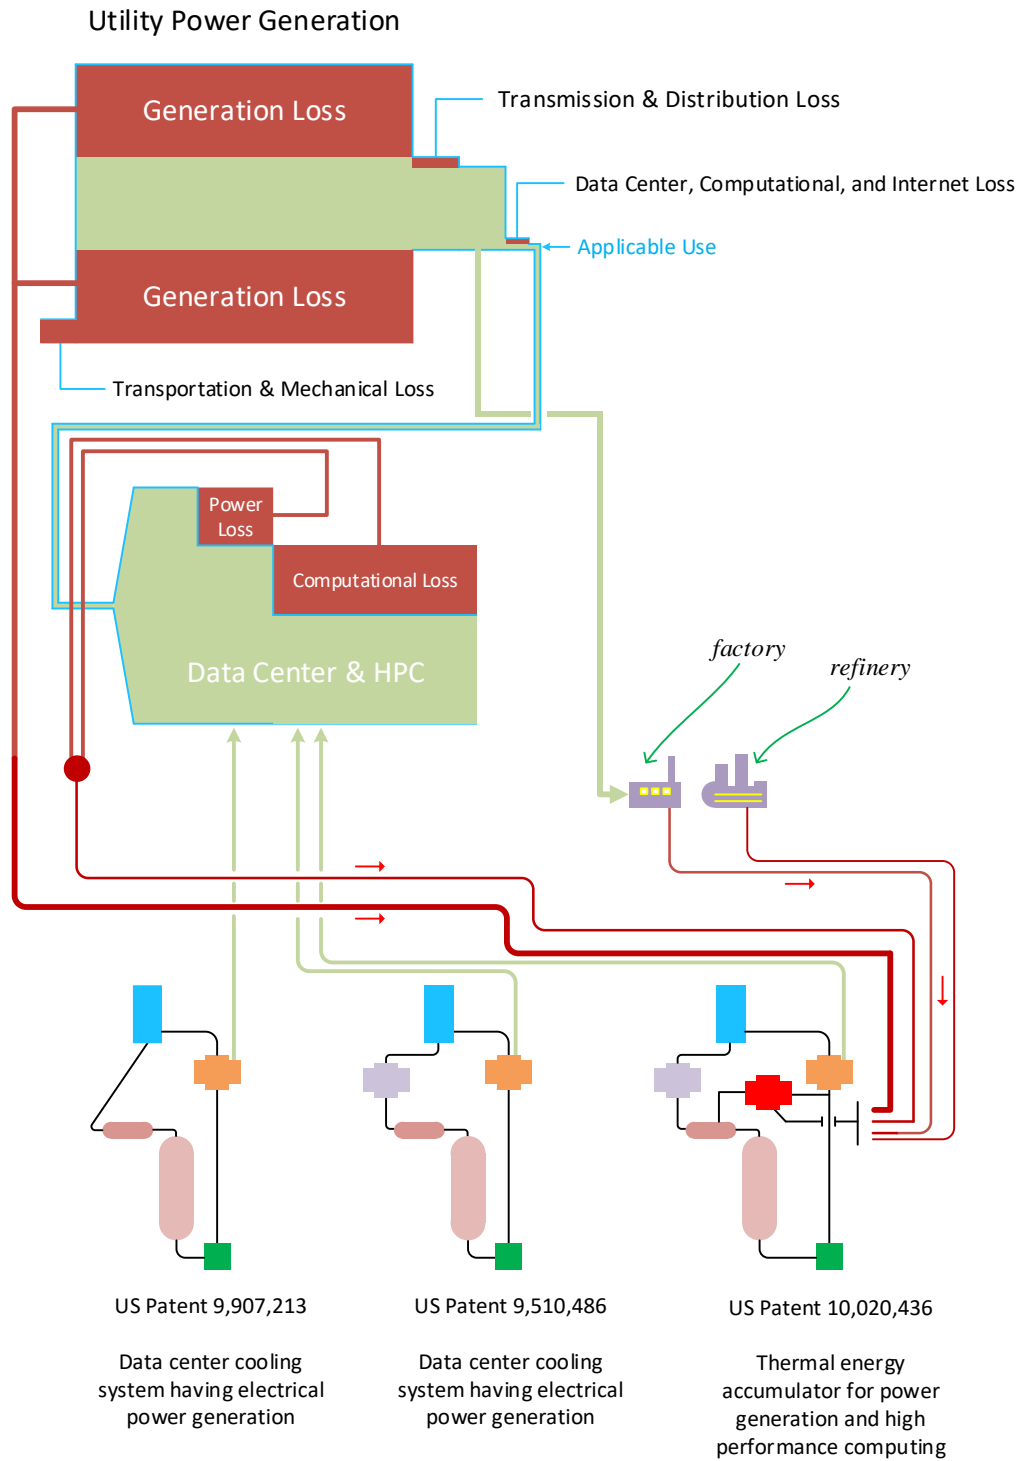 Utility Power Generation
Generation Loss
Transmission & Distribution Loss
Data Center, Computational, and Internet Loss
Applicable Use
Generation Loss
Transportation & Mechanical Loss
Power
Loss
Computational Loss
Data Center & HPC
factory
refinery
US Patent 9,907,213
Data center cooling
system having electrical
power generation
US Patent 9,510,486
Data center cooling
system having electrical
power generation
US Patent 10,020,436
Thermal energy
accumulator for power
generation and high
performance computing